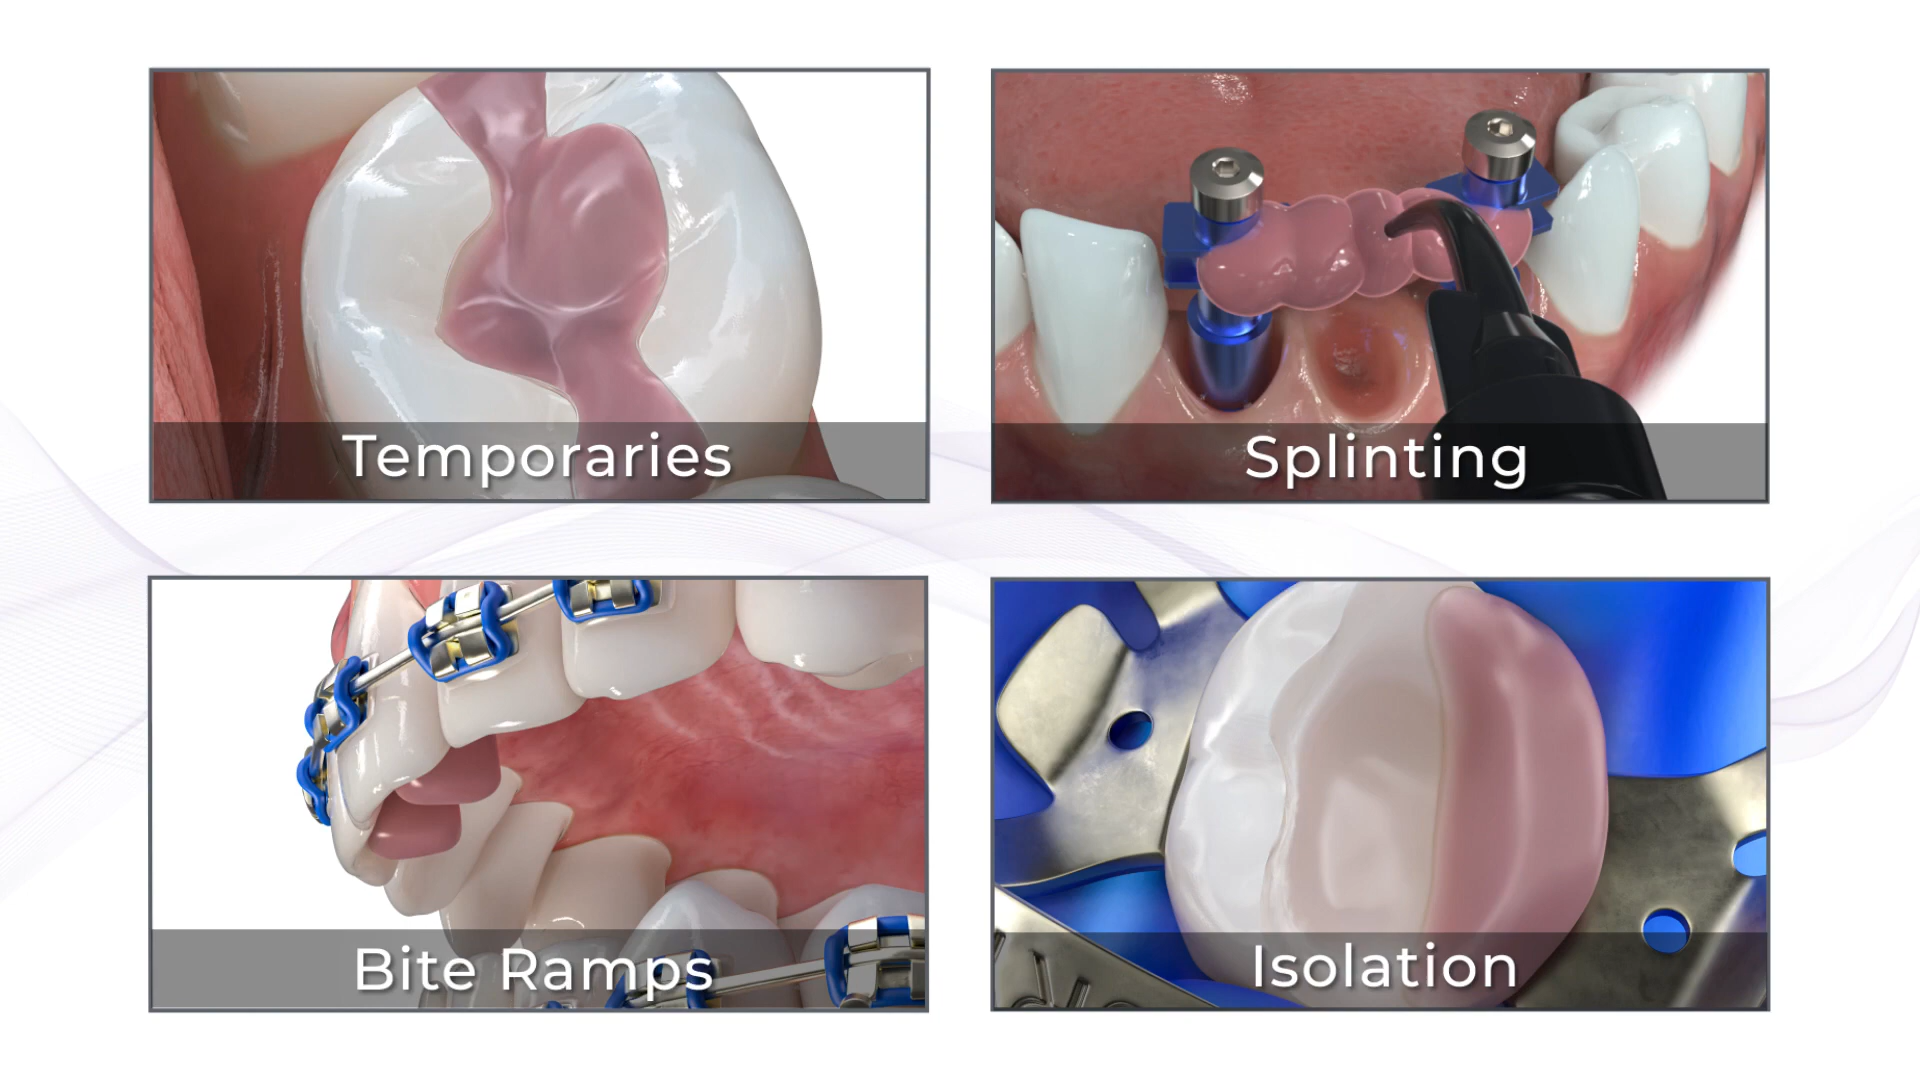 Temporaries
Splinting
Bite Ramps
Isolation